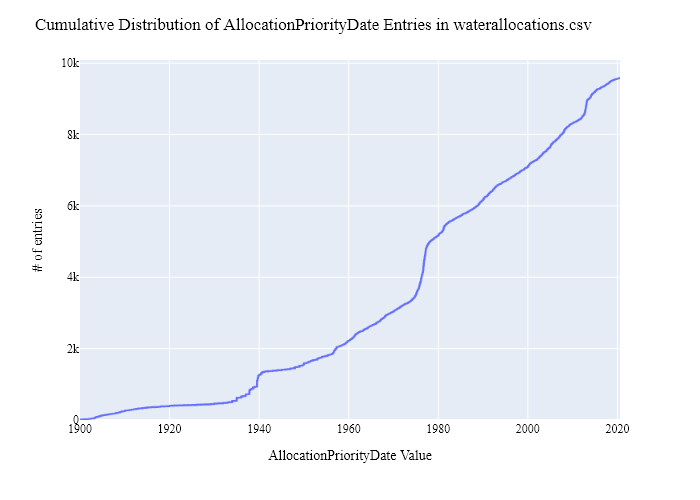 Cumulative Distribution of AllocationPriorityDate Entries in waterallocations.csv
10k
8k
6k
4k
2k
0
# of entries
1900 1920 1940 1960 1980 2000 2020
AllocationPriorityDate Value